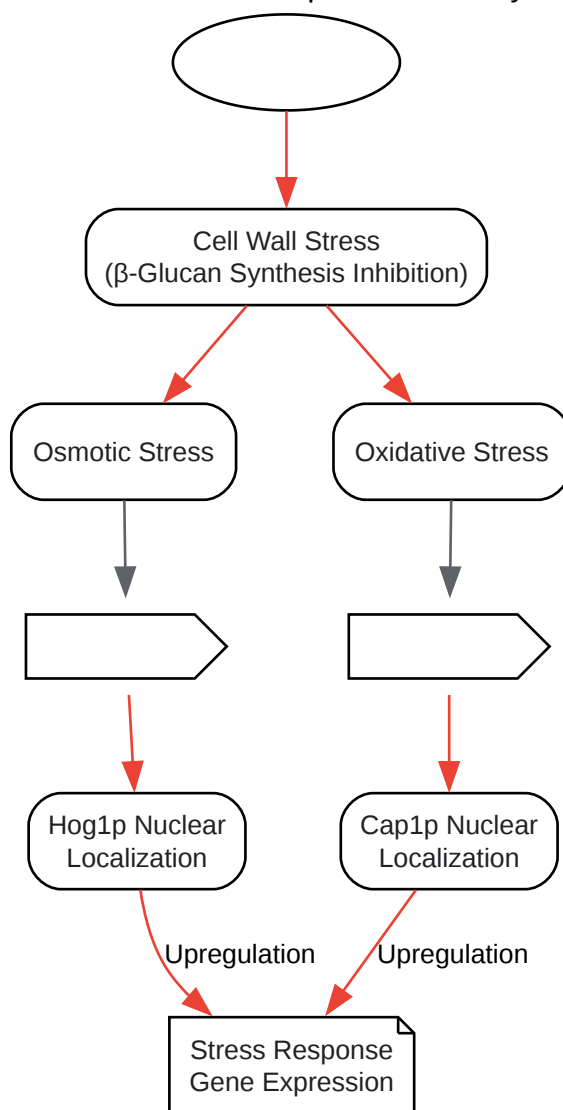 Cell Wall Stress
(β-Glucan Synthesis Inhibition)
Osmotic Stress
Oxidative Stress
Hog1p Nuclear
Localization
Cap1p Nuclear
Localization
Upregulation
Upregulation
Stress Response
Gene Expression